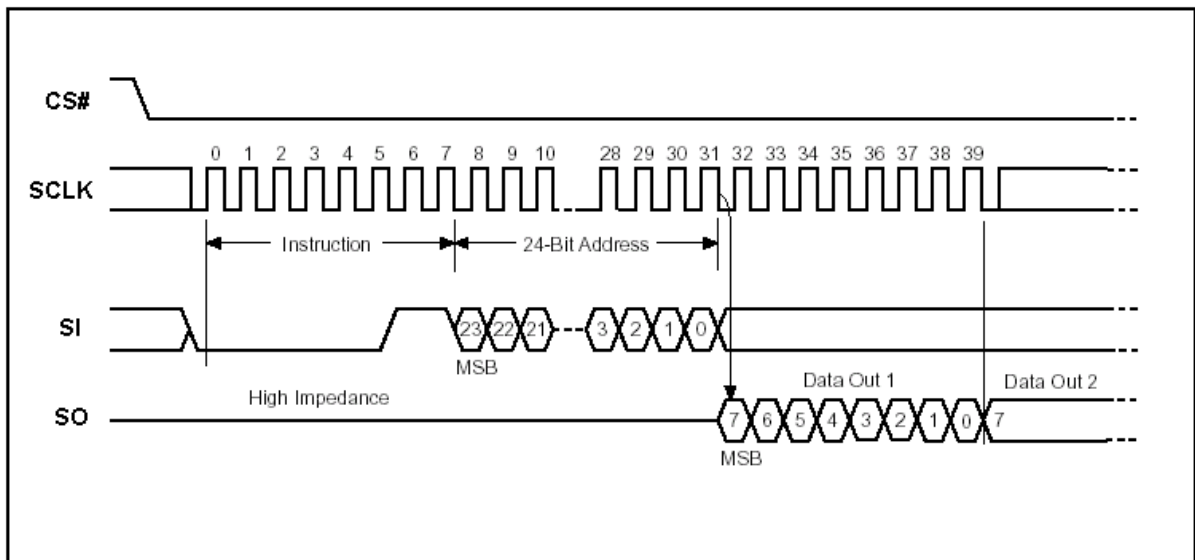 CS#
0 1 2 3 4 5 6 7 8 9 10 28 29 30 31 32 33 34 35 36 37 38 39
SCLK
Instruction 24-Bit Address
SI
23 22 21 3 2 1 0
MSB
High Impedance
Data Out 1 Data Out 2
SO
7 6 5 4 3 2 1 0 7
MSB